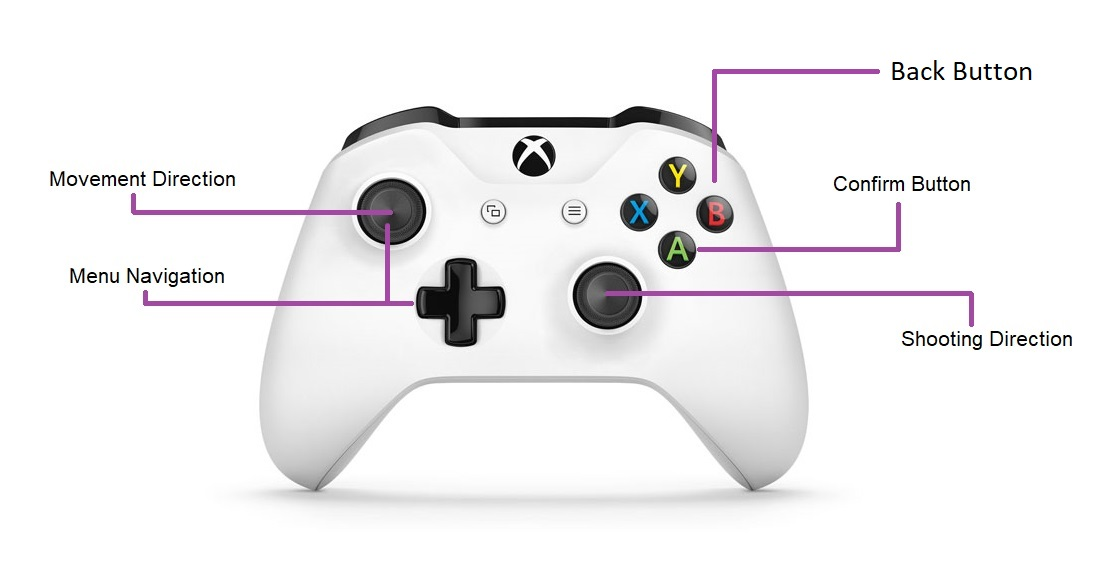 Back Button
Movement Direction
Y
Confirm Button
X
B
A
Menu Navigation
Shooting Direction